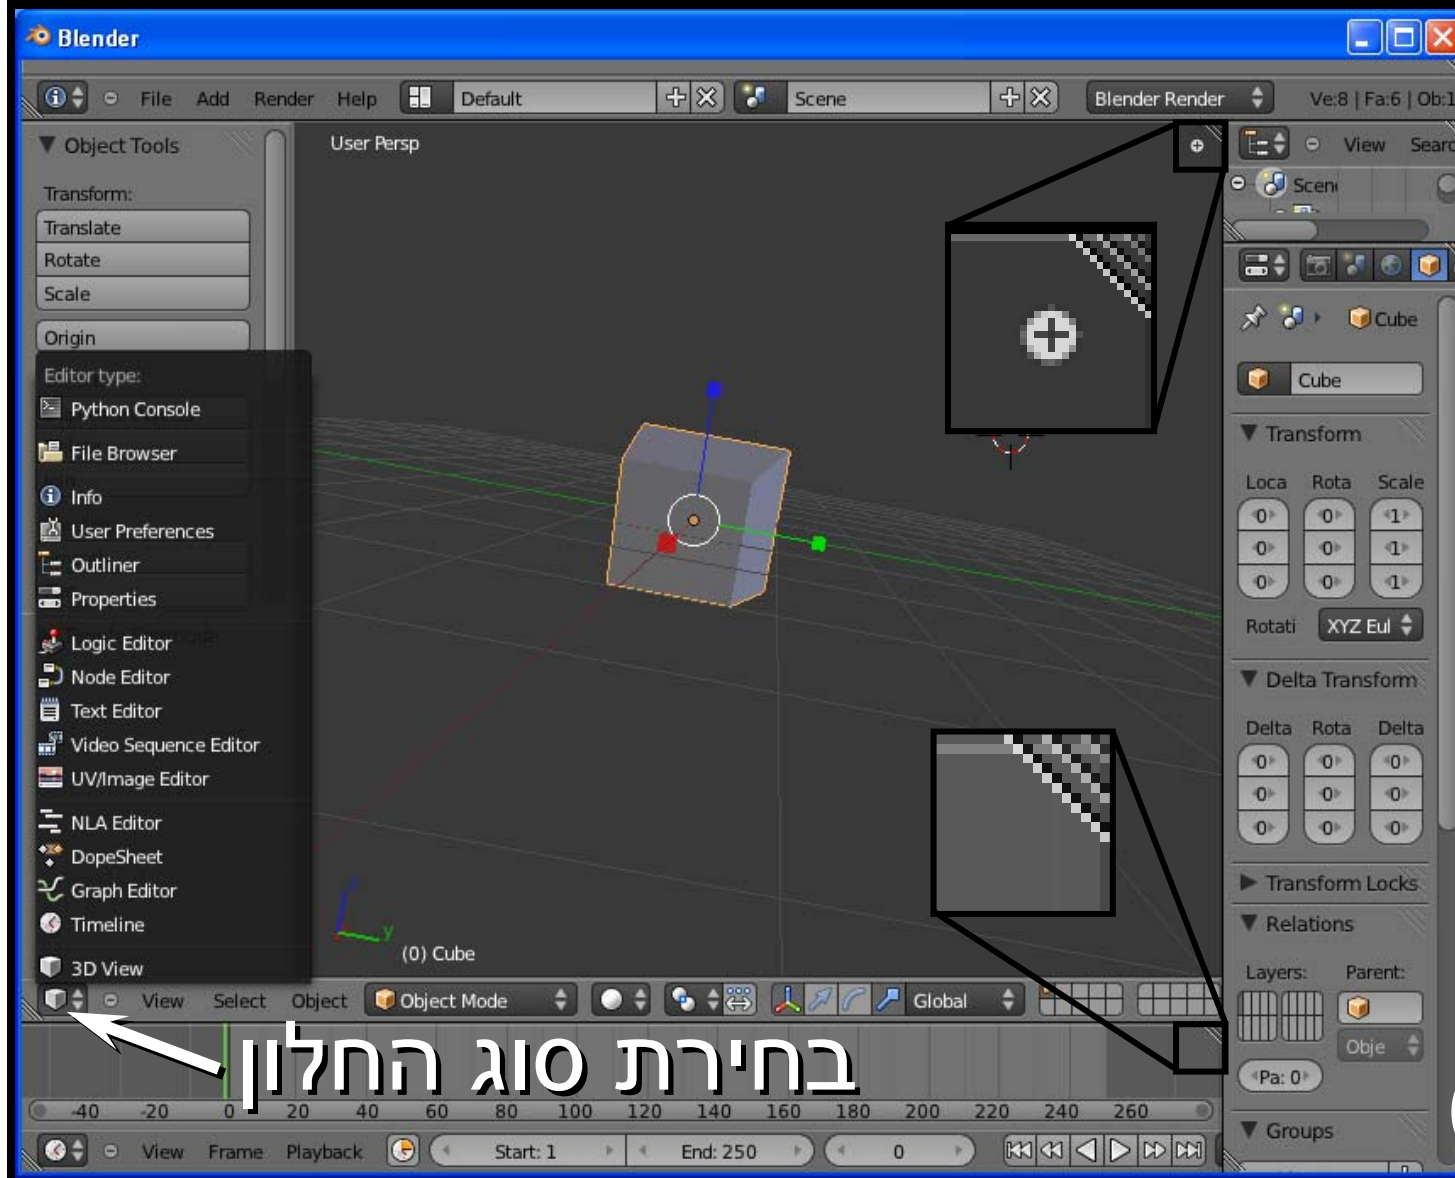 Blender
File Add Render Help Default Scene Blender Render Ve:8 | Fa:6 | Ob:1
Object Tools
Transform:
Translate
Rotate
Scale
Origin
Editor type:
Python Console
File Browser
Info
User Preferences
Outliner
Properties
Logic Editor
Node Editor
Text Editor
Video Sequence Editor
UV/Image Editor
NLA Editor
DopeSheet
Graph Editor
Timeline
3D View
User Persp
y
(0) Cube
View Select Object Object Mode Global
בחירת סוג החלון
-40 -20 0 20 40 60 80 100 120 140 160 180 200 220 240 260
View Frame Playback Start: 1 End: 250 0
View Searc
Scen
Cube
Cube
Transform
Loca Rota Scale
0 0 1
0 0 1
0 0 1
Rotati XYZ Eul
Delta Transform
Delta Rota Delta
0 0 0
0 0 0
0 0 0
Transform Locks
Relations
Layers: Parent:
Obje
Pa: 0
Groups